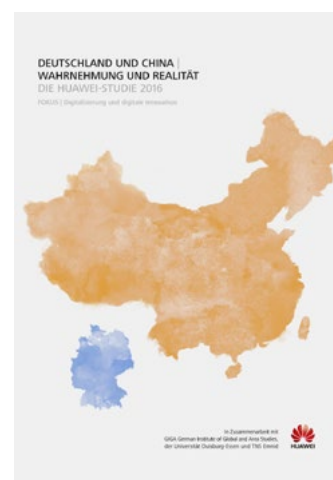 DEUTSCHLAND UND CHINA |
WAHRNEHMUNG UND REALITÄT
DIE HUAWEI-STUDIE 2016
FOKUS | Digitalisierung und digitale Innovation
In Zusammenarbeit mit
GIGA German Institute of Global and Area Studies,
der Universität Duisburg-Essen und TNS Emnid
HUAWEI